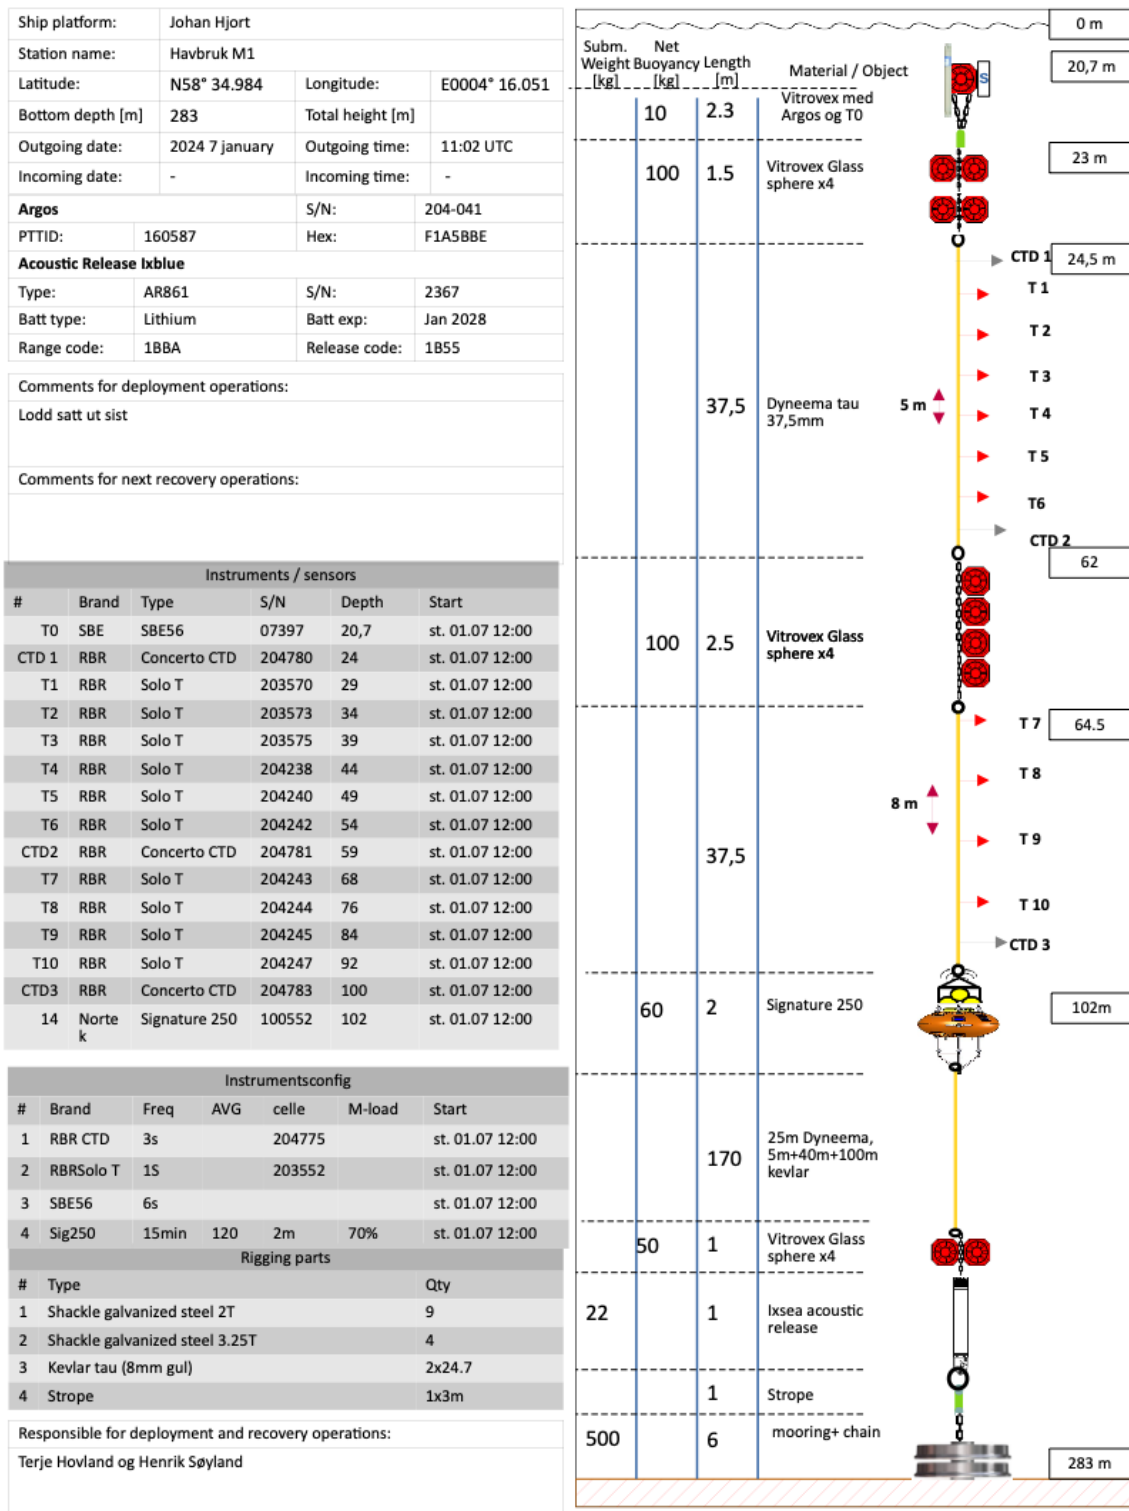 Ship platform: Johan Hjort
Station name: Havbruk M1
Latitude: N58° 34.984 Longitude: E0004° 16.051
Bottom depth [m] 283 Total height [m]
Outgoing date: 2024 7 january Outgoing time: 11:02 UTC
Incoming date: - Incoming time: -
Argos S/N: 204-041
PTTID: 160587 Hex: F1A5BBE
Acoustic Release Ixblue
Type: AR861 S/N: 2367
Batt type: Lithium Batt exp: Jan 2028
Range code: 1BBA Release code: 1B55
Comments for deployment operations:
Lodd satt ut sist
Comments for next recovery operations:
Instruments / sensors
# Brand Type S/N Depth Start
T0 SBE SBE56 07397 20,7 st. 01.07 12:00
CTD 1 RBR Concerto CTD 204780 24 st. 01.07 12:00
T1 RBR Solo T 203570 29 st. 01.07 12:00
T2 RBR Solo T 203573 34 st. 01.07 12:00
T3 RBR Solo T 203575 39 st. 01.07 12:00
T4 RBR Solo T 204238 44 st. 01.07 12:00
T5 RBR Solo T 204240 49 st. 01.07 12:00
T6 RBR Solo T 204242 54 st. 01.07 12:00
CTD2 RBR Concerto CTD 204781 59 st. 01.07 12:00
T7 RBR Solo T 204243 68 st. 01.07 12:00
T8 RBR Solo T 204244 76 st. 01.07 12:00
T9 RBR Solo T 204245 84 st. 01.07 12:00
T10 RBR Solo T 204247 92 st. 01.07 12:00
CTD3 RBR Concerto CTD 204783 100 st. 01.07 12:00
14 Norte Signature 250 100552 102 st. 01.07 12:00
k
Instrumentsconfig
# Brand Freq AVG celle M-load Start
1 RBR CTD 3s 204775 st. 01.07 12:00
2 RBRSolo T 1S 203552 st. 01.07 12:00
3 SBE56 6s st. 01.07 12:00
4 Sig250 15min 120 2m 70% st. 01.07 12:00
Rigging parts
# Type Qty
1 Shackle galvanized steel 2T 9
2 Shackle galvanized steel 3.25T 4
3 Kevlar tau (8mm gul) 2x24.7
4 Strope 1x3m
Responsible for deployment and recovery operations:
Terje Hovland og Henrik Søyland
0 m
Subm. Net
Weight Buoyancy Length
[kg] [kg] [m] Material / Object
20,7 m
S
10 2.3 Vitrovex med
Argos og T0
23 m
100 1.5 Vitrovex Glass
sphere x4
CTD 1 24,5 m
T 1
T 2
T 3
37,5 Dyneema tau 5 m T 4
37,5mm
T 5
T6
CTD 2
62
100 2.5 Vitrovex Glass
sphere x4
T 7 64.5
T 8
8 m
T 9
37,5
T 10
CTD 3
60 2 Signature 250 102m
25m Dyneema,
170 5m+40m+100m
kevlar
50 1 Vitrovex Glass
sphere x4
22 1 Ixsea acoustic
release
1 Strope
500 6 mooring+ chain
283 m